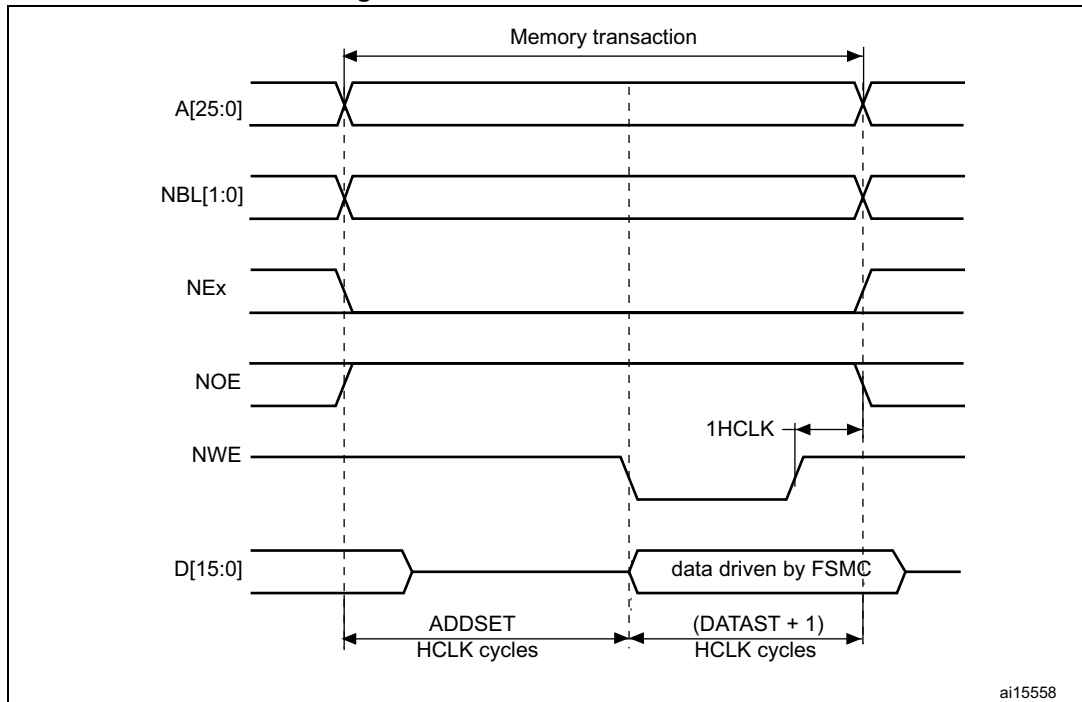 Memory transaction
A[25:0]
NBL[1:0]
NEx
NOE
1HCLK
NWE
D[15:0]
data driven by FSMC
ADDSET
HCLK cycles
(DATAST + 1)
HCLK cycles
ai15558